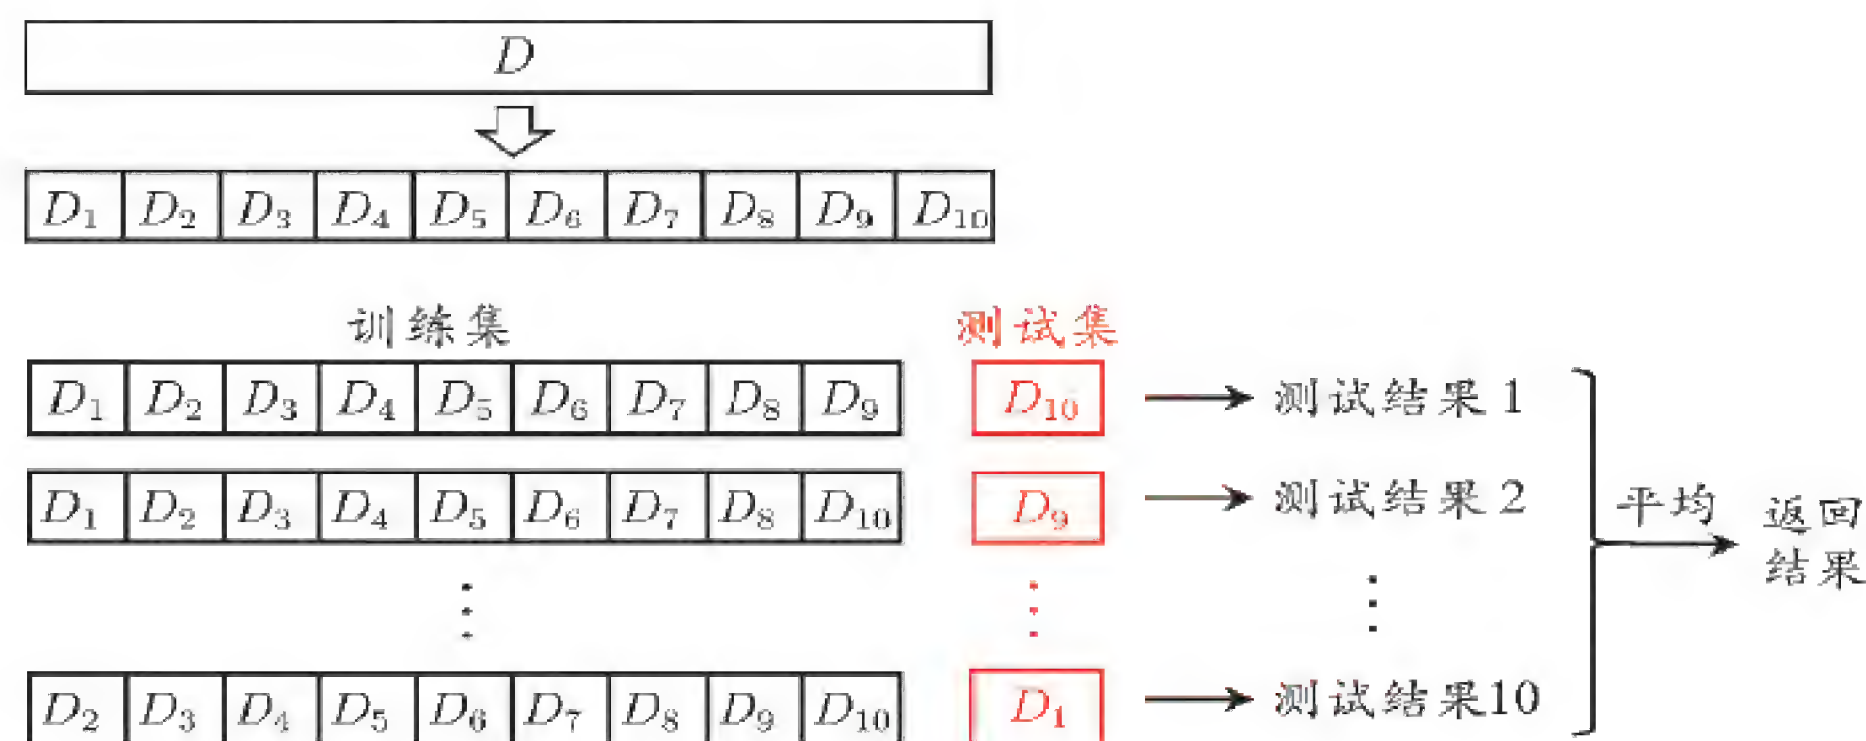 D
D₁ D₂ D₃ D₄ D₅ D₆ D₇ D₈ D₉ D₁₀
训练集 测试集
D₁ D₂ D₃ D₄ D₅ D₆ D₇ D₈ D₉ D₁₀ 测试结果 1
D₁ D₂ D₃ D₄ D₅ D₆ D₇ D₈ D₁₀ D₉ 测试结果 2
平均 返回
结果
⋮ ⋮ ⋮
D₂ D₃ D₄ D₅ D₆ D₇ D₈ D₉ D₁₀ D₁ 测试结果10